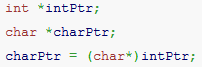 int *intPtr;
char *charPtr;
charPtr = (char*)intPtr;